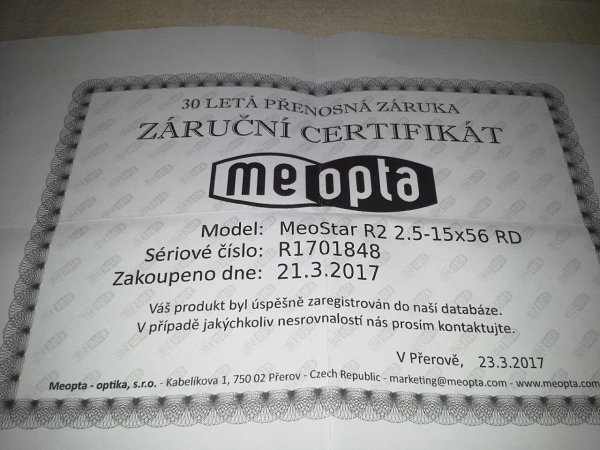 30 LETÁ PŘENOSNÁ ZÁRUKA
ZÁRUČNÍ CERTIFIKÁT
meopta
Model: MeoStar R2 2.5-15x56 RD
Sériové číslo: R1701848
Zakoupeno dne: 21.3.2017
Váš produkt byl úspěšně zaregistrován do naší databáze.
V případě jakýchkoliv nesrovnalostí nás prosím kontaktujte.
V Přerově, 23.3.2017
Meopta - optika, s.r.o. - Kabelíkova 1, 750 02 Přerov - Czech Republic - marketing@meopta.com - www.meopta.com